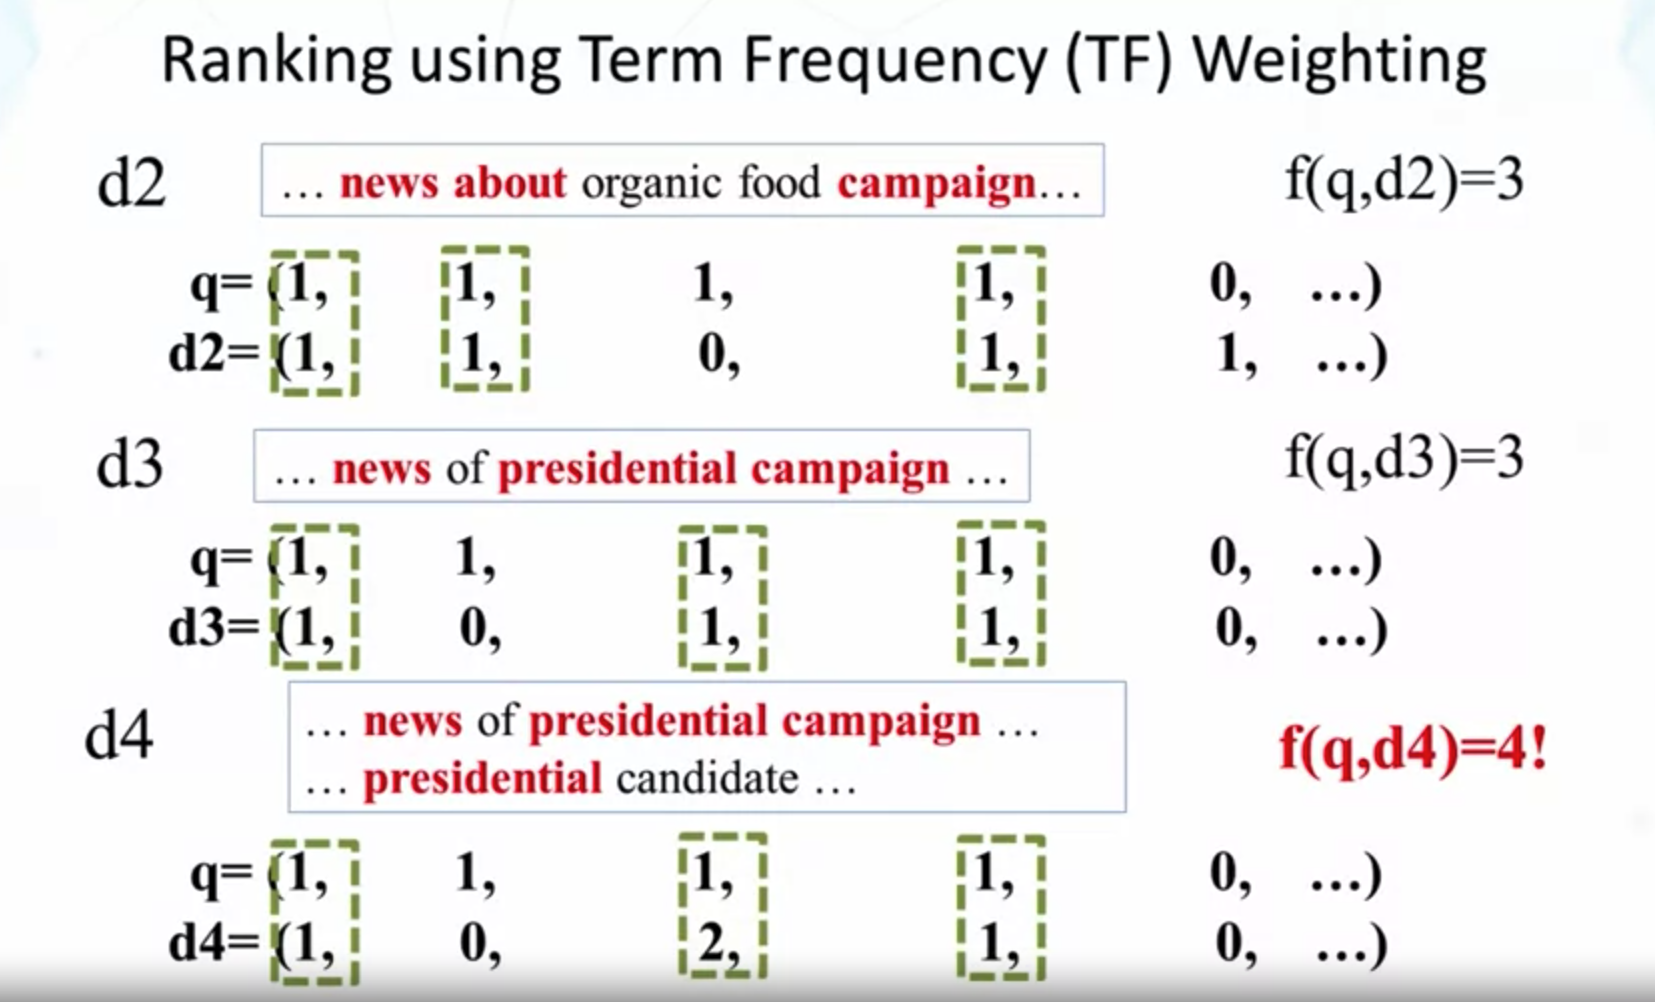 Ranking using Term Frequency (TF) Weighting
d2 … news about organic food campaign… f(q,d2)=3
q= (1, 1, 1, 1, 0, …)
d2= (1, 1, 0, 1, 1, …)
d3 … news of presidential campaign … f(q,d3)=3
q= (1, 1, 1, 1, 0, …)
d3= (1, 0, 1, 1, 0, …)
d4 … news of presidential campaign … f(q,d4)=4!
… presidential candidate …
q= (1, 1, 1, 1, 0, …)
d4= (1, 0, 2, 1, 0, …)